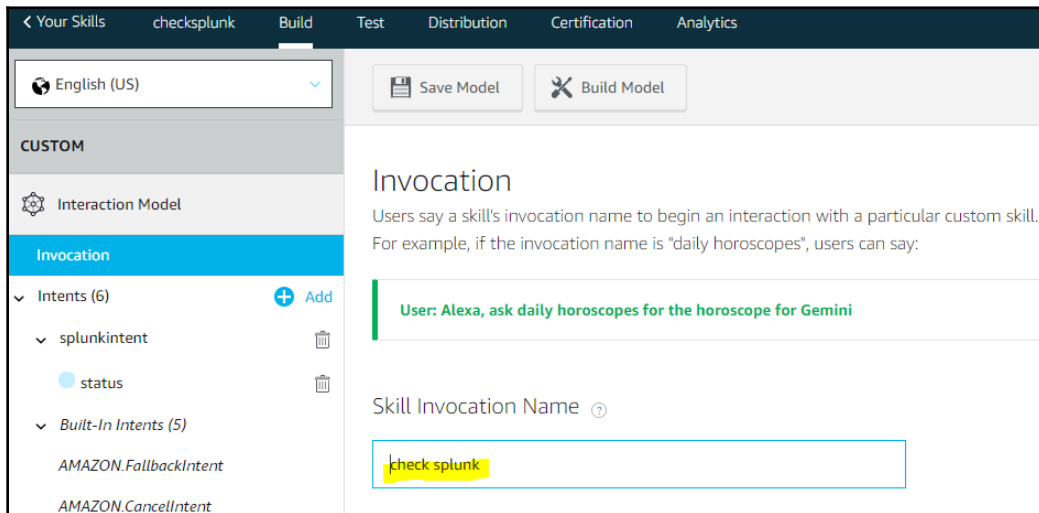 Your Skills checksplunk Build Test Distribution Certification Analytics
English (US)
Save Model Build Model
CUSTOM
Interaction Model
Invocation
Intents (6) Add
splunkintent
status
Built-In Intents (5)
AMAZON.FallbackIntent
AMAZON.CancelIntent
Invocation
Users say a skill's invocation name to begin an interaction with a particular custom skill.
For example, if the invocation name is "daily horoscopes", users can say:
User: Alexa, ask daily horoscopes for the horoscope for Gemini
Skill Invocation Name ?
check splunk